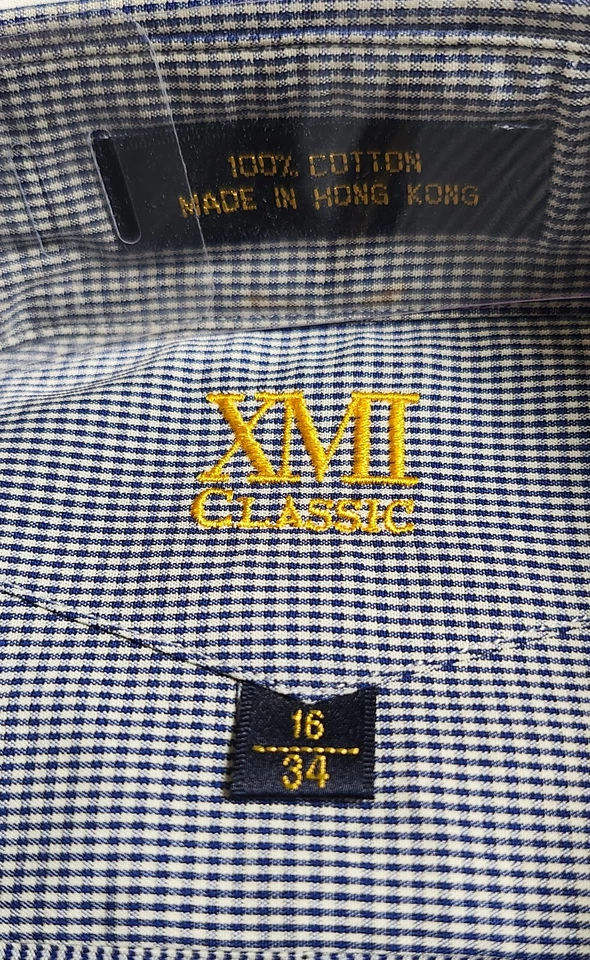 100% COTTON
MADE IN HONG KONG
XMI
CLASSIC
16
34